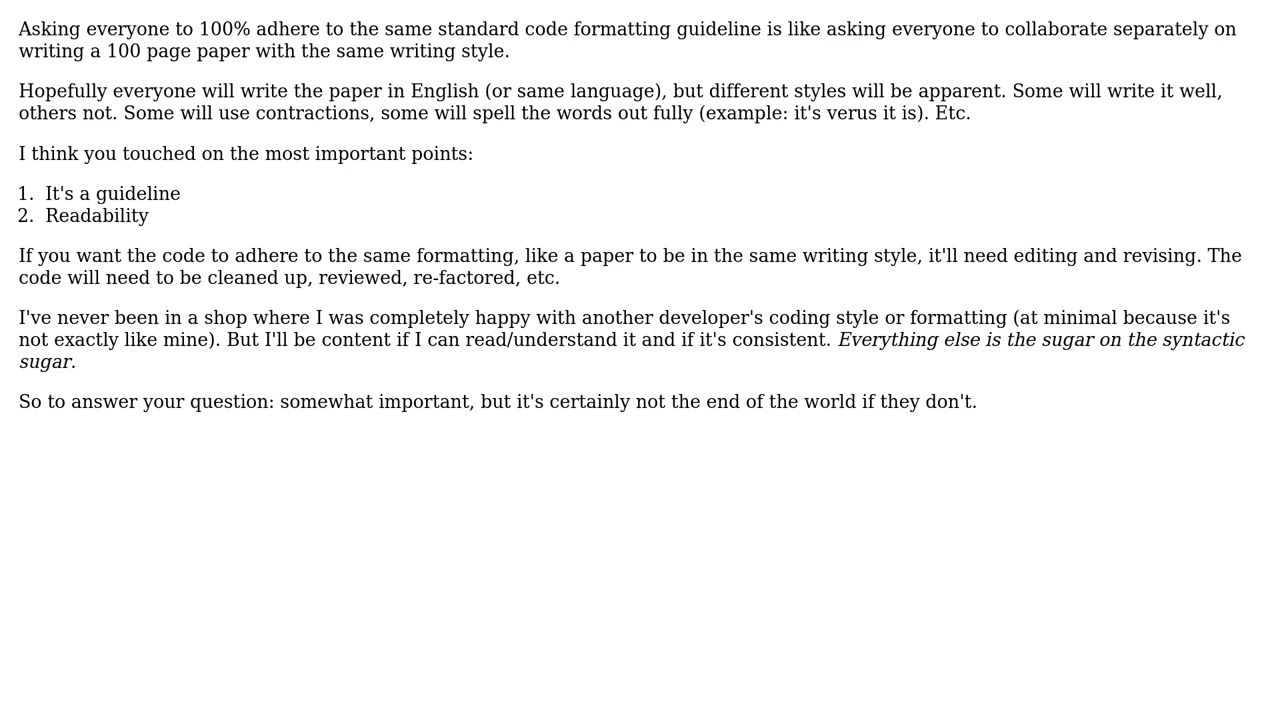 Asking everyone to 100% adhere to the same standard code formatting guideline is like asking everyone to collaborate separately on
writing a 100 page paper with the same writing style.
Hopefully everyone will write the paper in English (or same language), but different styles will be apparent. Some will write it well,
others not. Some will use contractions, some will spell the words out fully (example: it's verus it is). Etc.
I think you touched on the most important points:
1. It's a guideline
2. Readability
If you want the code to adhere to the same formatting, like a paper to be in the same writing style, it'll need editing and revising. The
code will need to be cleaned up, reviewed, re-factored, etc.
I've never been in a shop where I was completely happy with another developer's coding style or formatting (at minimal because it's
not exactly like mine). But I'll be content if I can read/understand it and if it's consistent. Everything else is the sugar on the syntactic
sugar.
So to answer your question: somewhat important, but it's certainly not the end of the world if they don't.